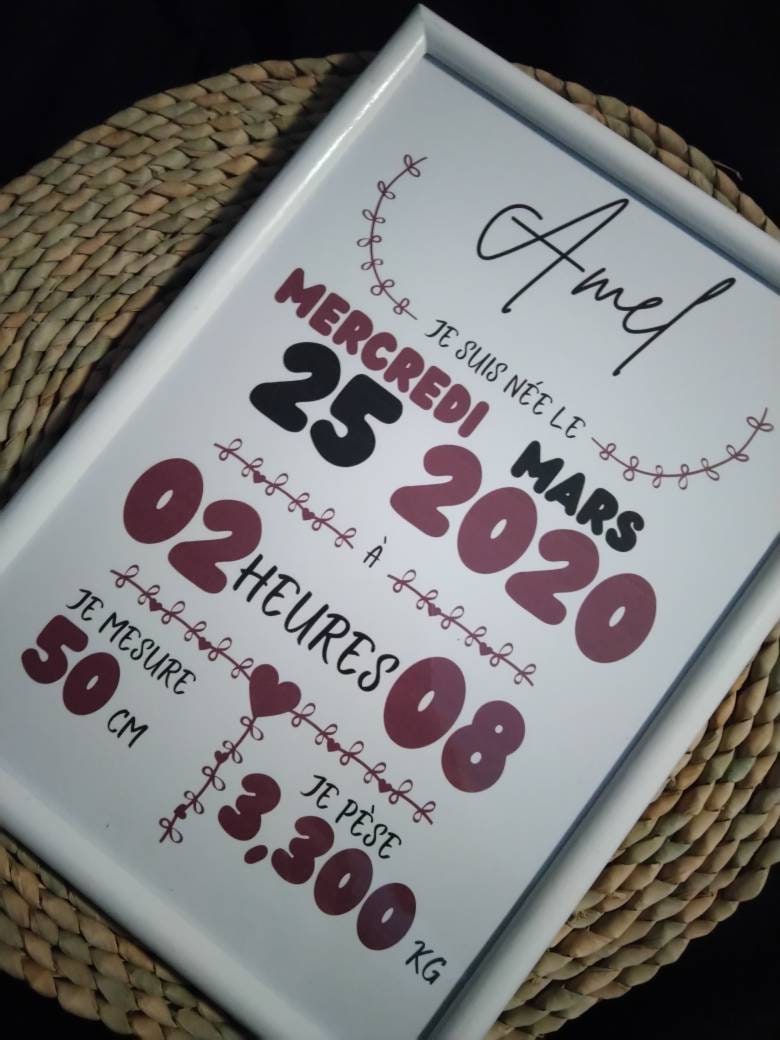 Amel
JE SUIS NÉE LE
MERCREDI
25 MARS
2020
À
02 HEURES 08
JE MESURE
50 CM
JE PÈSE
3,300 KG